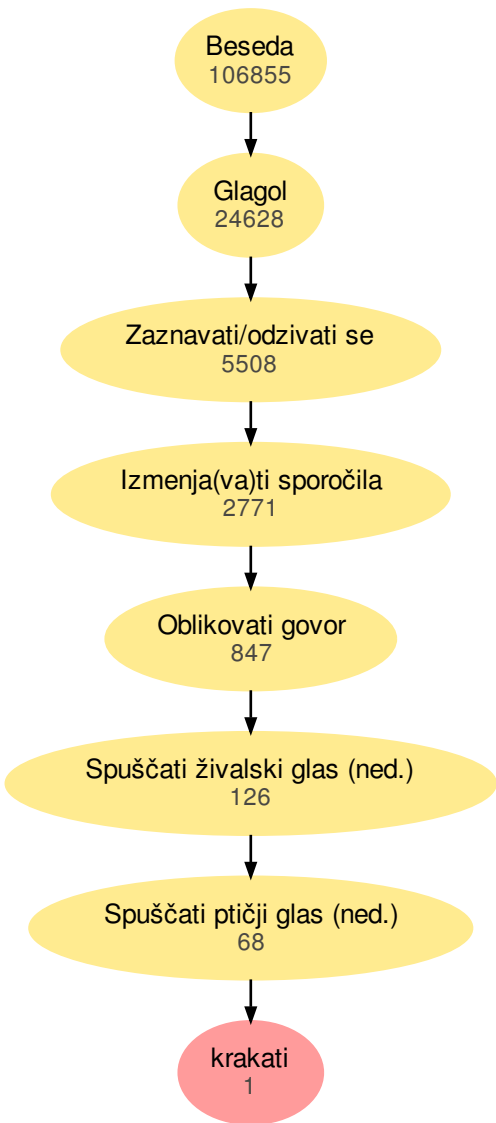 Beseda
106855
Glagol
24628
Zaznavati/odzivati se
5508
Izmenja(va)ti sporočila
2771
Oblikovati govor
847
Spuščati živalski glas (ned.)
126
Spuščati ptičji glas (ned.)
68
krakati
1